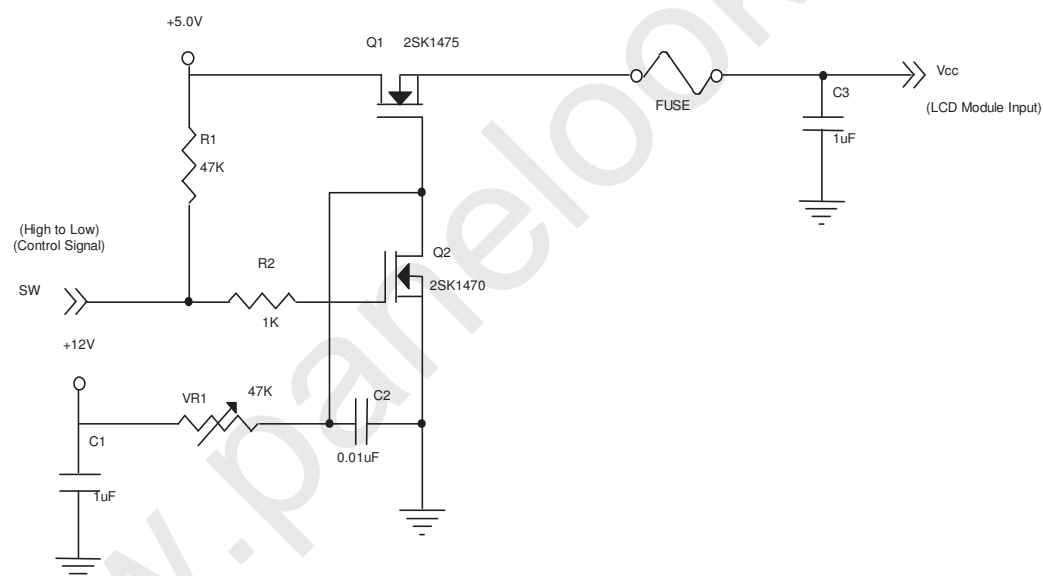 +5.0V
Q1 2SK1475
Vcc
FUSE
C3
(LCD Module Input)
1uF
R1
47K
(High to Low)
(Control Signal)
R2
Q2
SW
2SK1470
1K
+12V
VR1 47K
C2
C1
0.01uF
1uF